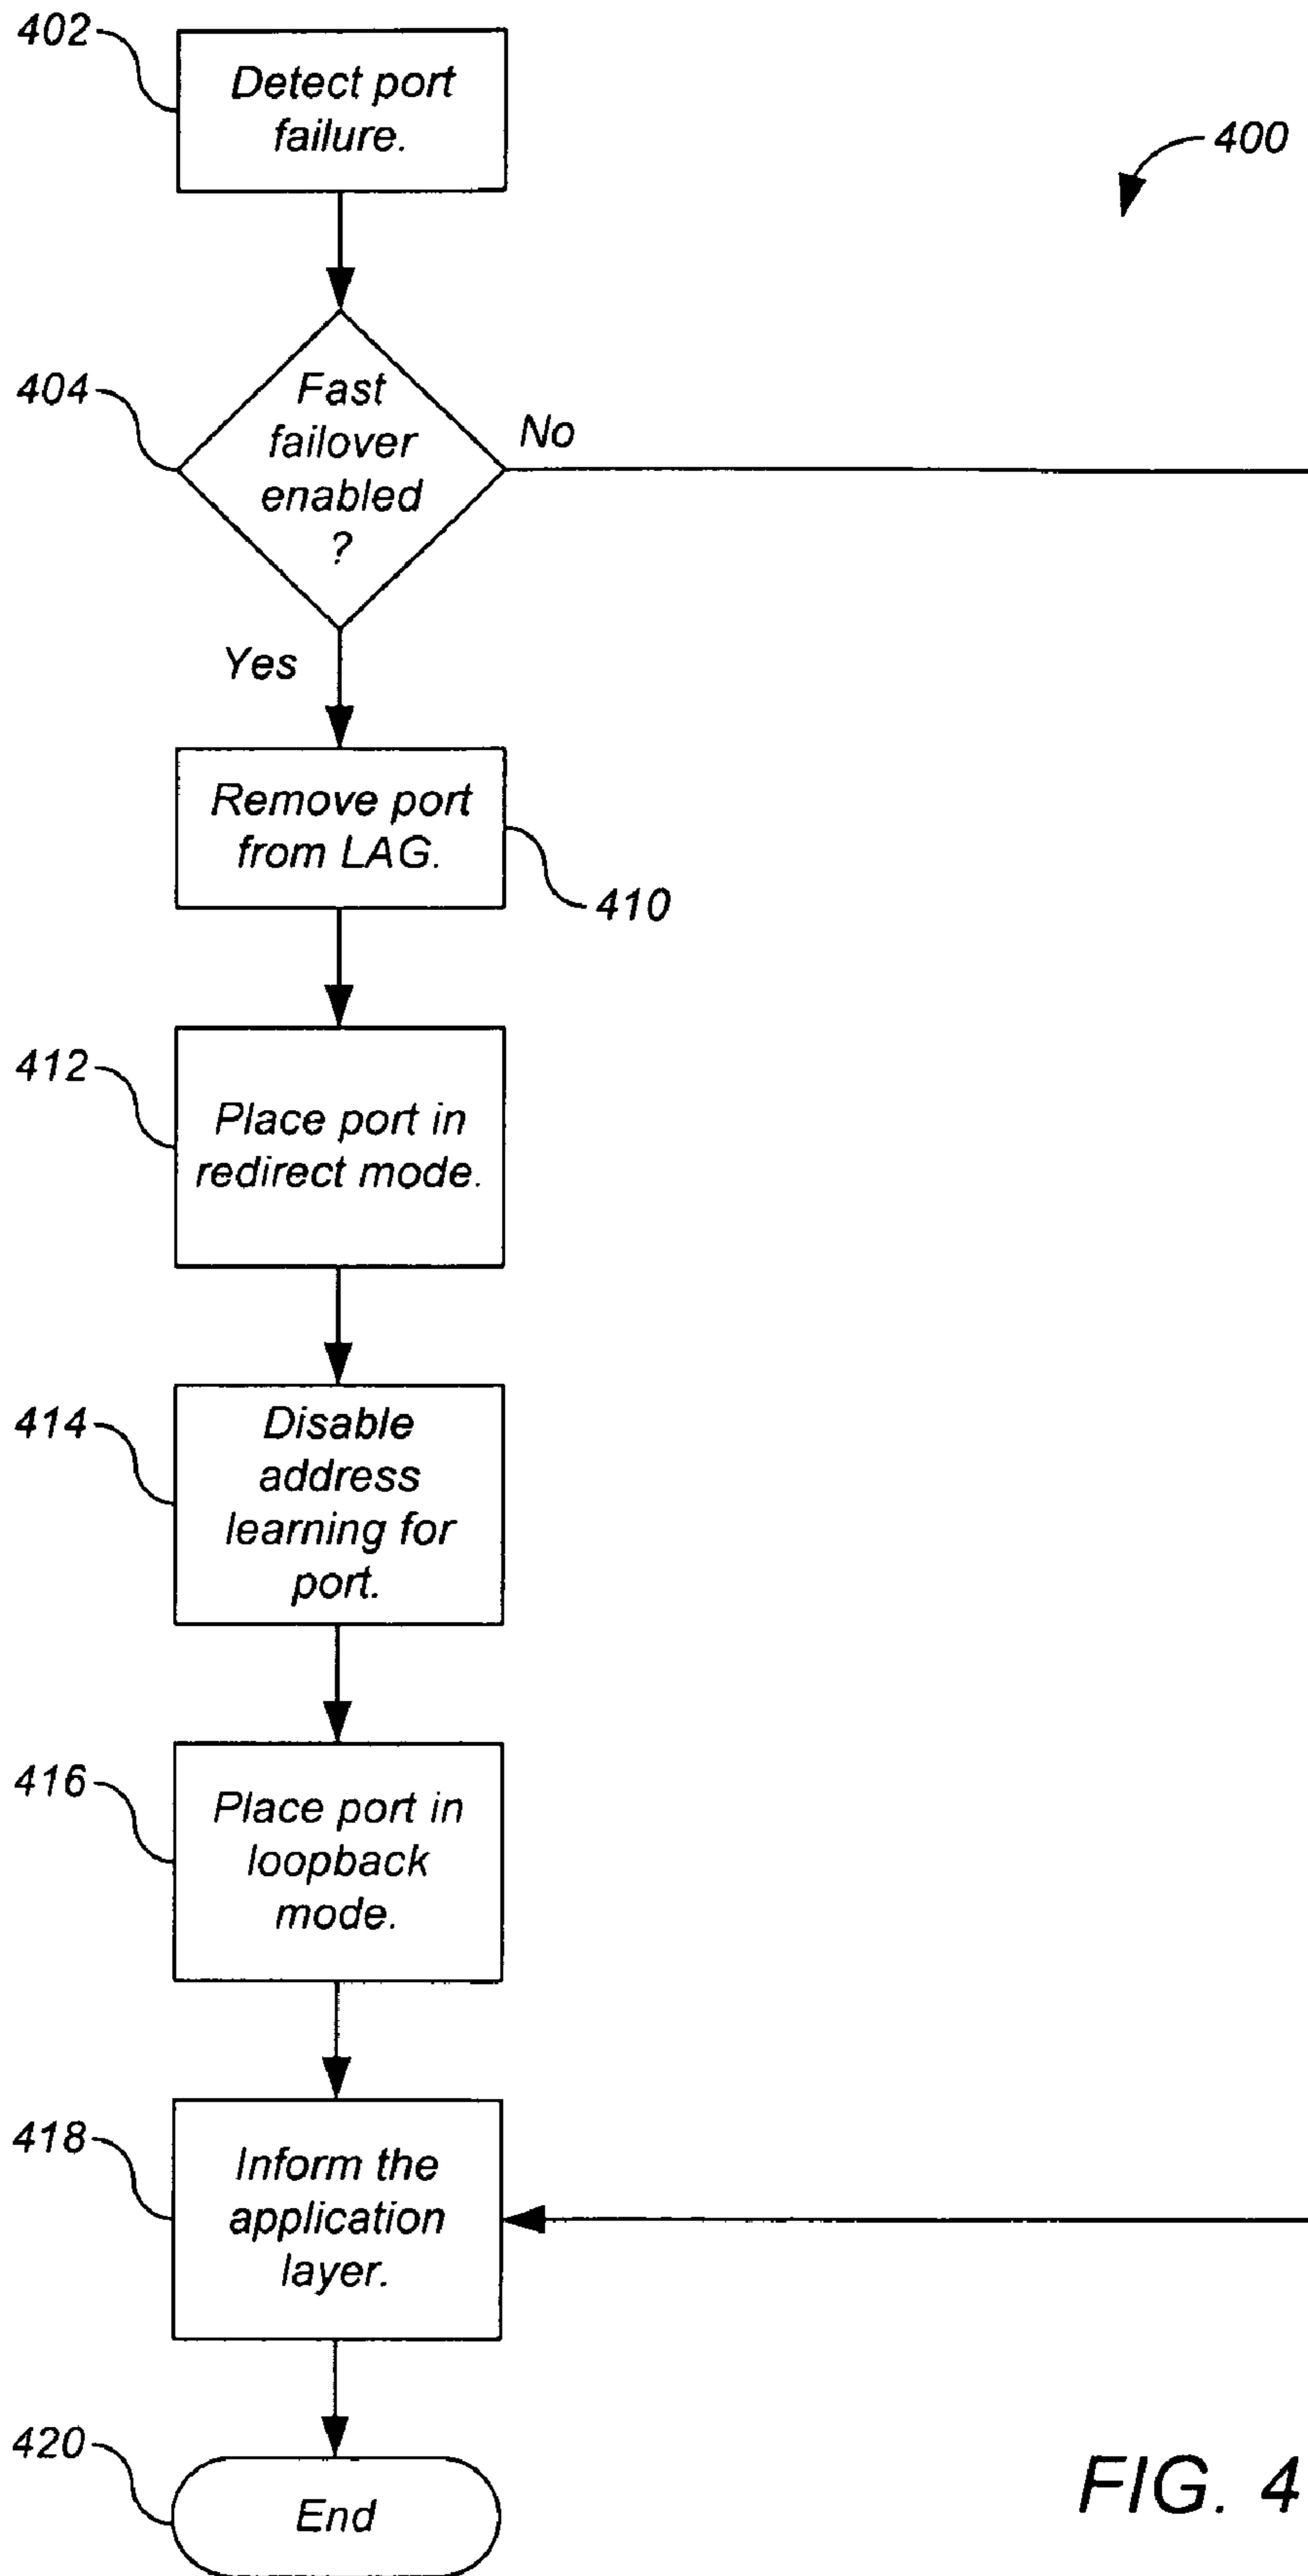 402
Detect port
failure.
400
404
Fast
failover
enabled
?
No
Yes
Remove port
from LAG.
410
412
Place port in
redirect mode.
414
Disable
address
learning for
port.
416
Place port in
loopback
mode.
418
Inform the
application
layer.
420
End
FIG. 4